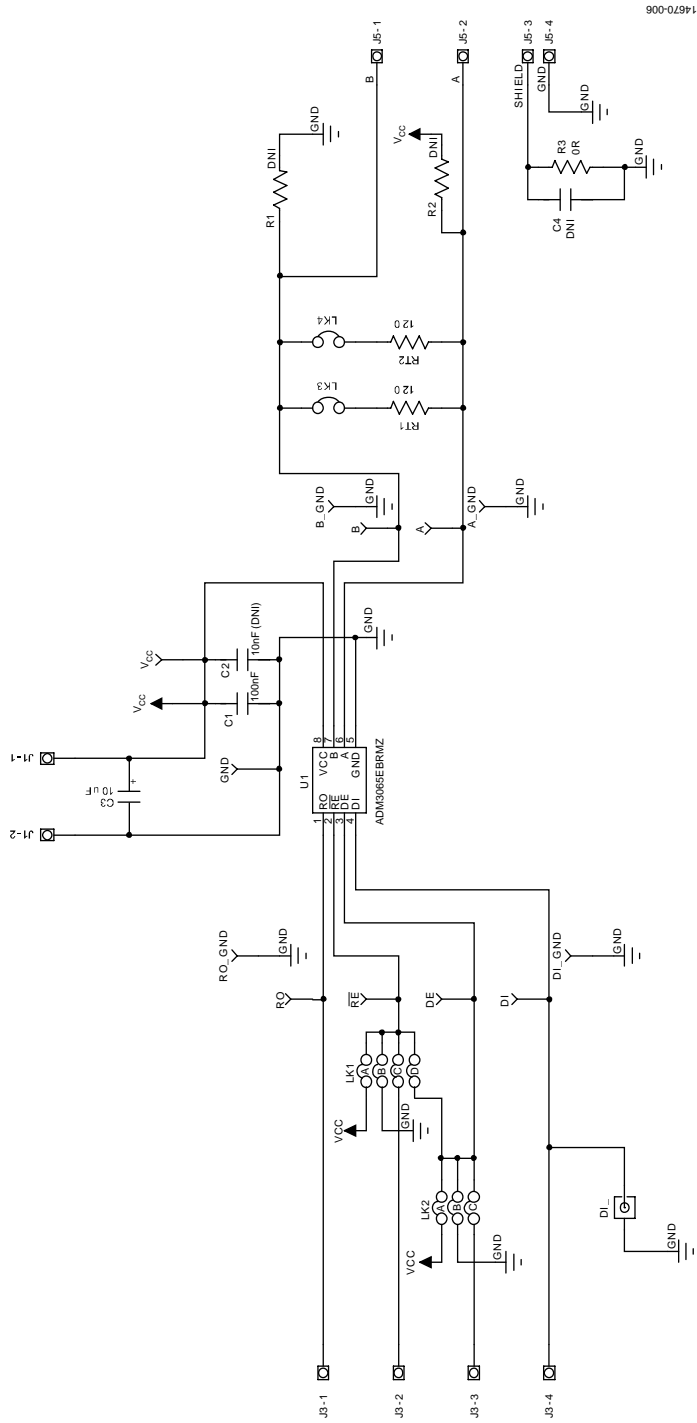 14670-006
J5-1
B
J5-2
A
J5-3
SHIELD
J5-4
GND
GND
DNI
R1
VCC
DNI
R2
GND
R3
0R
C4
DNI
GND
LK4
120
RT2
LK3
120
RT1
B_GND
GND
B
A
A_GND
GND
VCC
C2
10nF (DNI)
VCC
C1
100nF
GND
J1-1
C3
10uF
+
J1-2
GND
U1
1
RO
2
RE
3
DE
4
DI
8
VCC
7
B
6
A
5
GND
ADM3065EBRMZ
RO_GND
GND
RO
RE
DE
DI
DI_GND
GND
LK1
A
B
C
D
VCC
GND
LK2
A
B
C
VCC
GND
DI_
GND
J3-1
J3-2
J3-3
J3-4